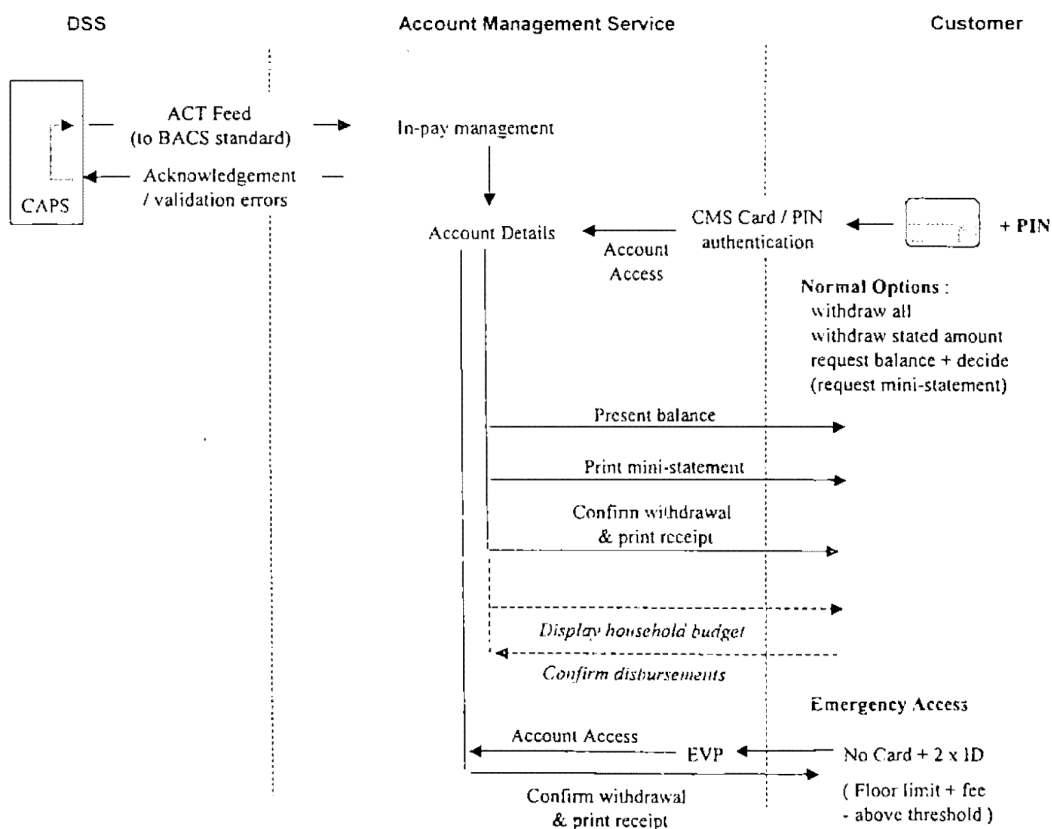 DSS
Account Management Service
Customer
ACT Feed
(to BACS standard)
In-pay management
Acknowledgement
/ validation errors
CAPS
CMS Card / PIN
authentication
+ PIN
Account Details
Account
Access
Normal Options :
withdraw all
withdraw stated amount
request balance + decide
(request mini-statement)
Present balance
Print mini-statement
Confirm withdrawal
& print receipt
Display household budget
Confirm disbursements
Emergency Access
Account Access
EVP
No Card + 2 x ID
Confirm withdrawal
& print receipt
( Floor limit + fee
- above threshold )